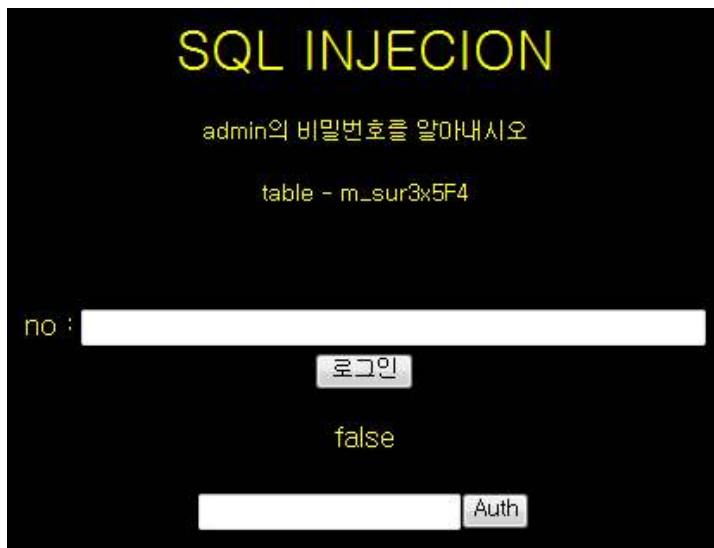 SQL INJECION
admin의 비밀번호를 알아내시오
table - m_sur3x5F4
no :
로그인
false
Auth